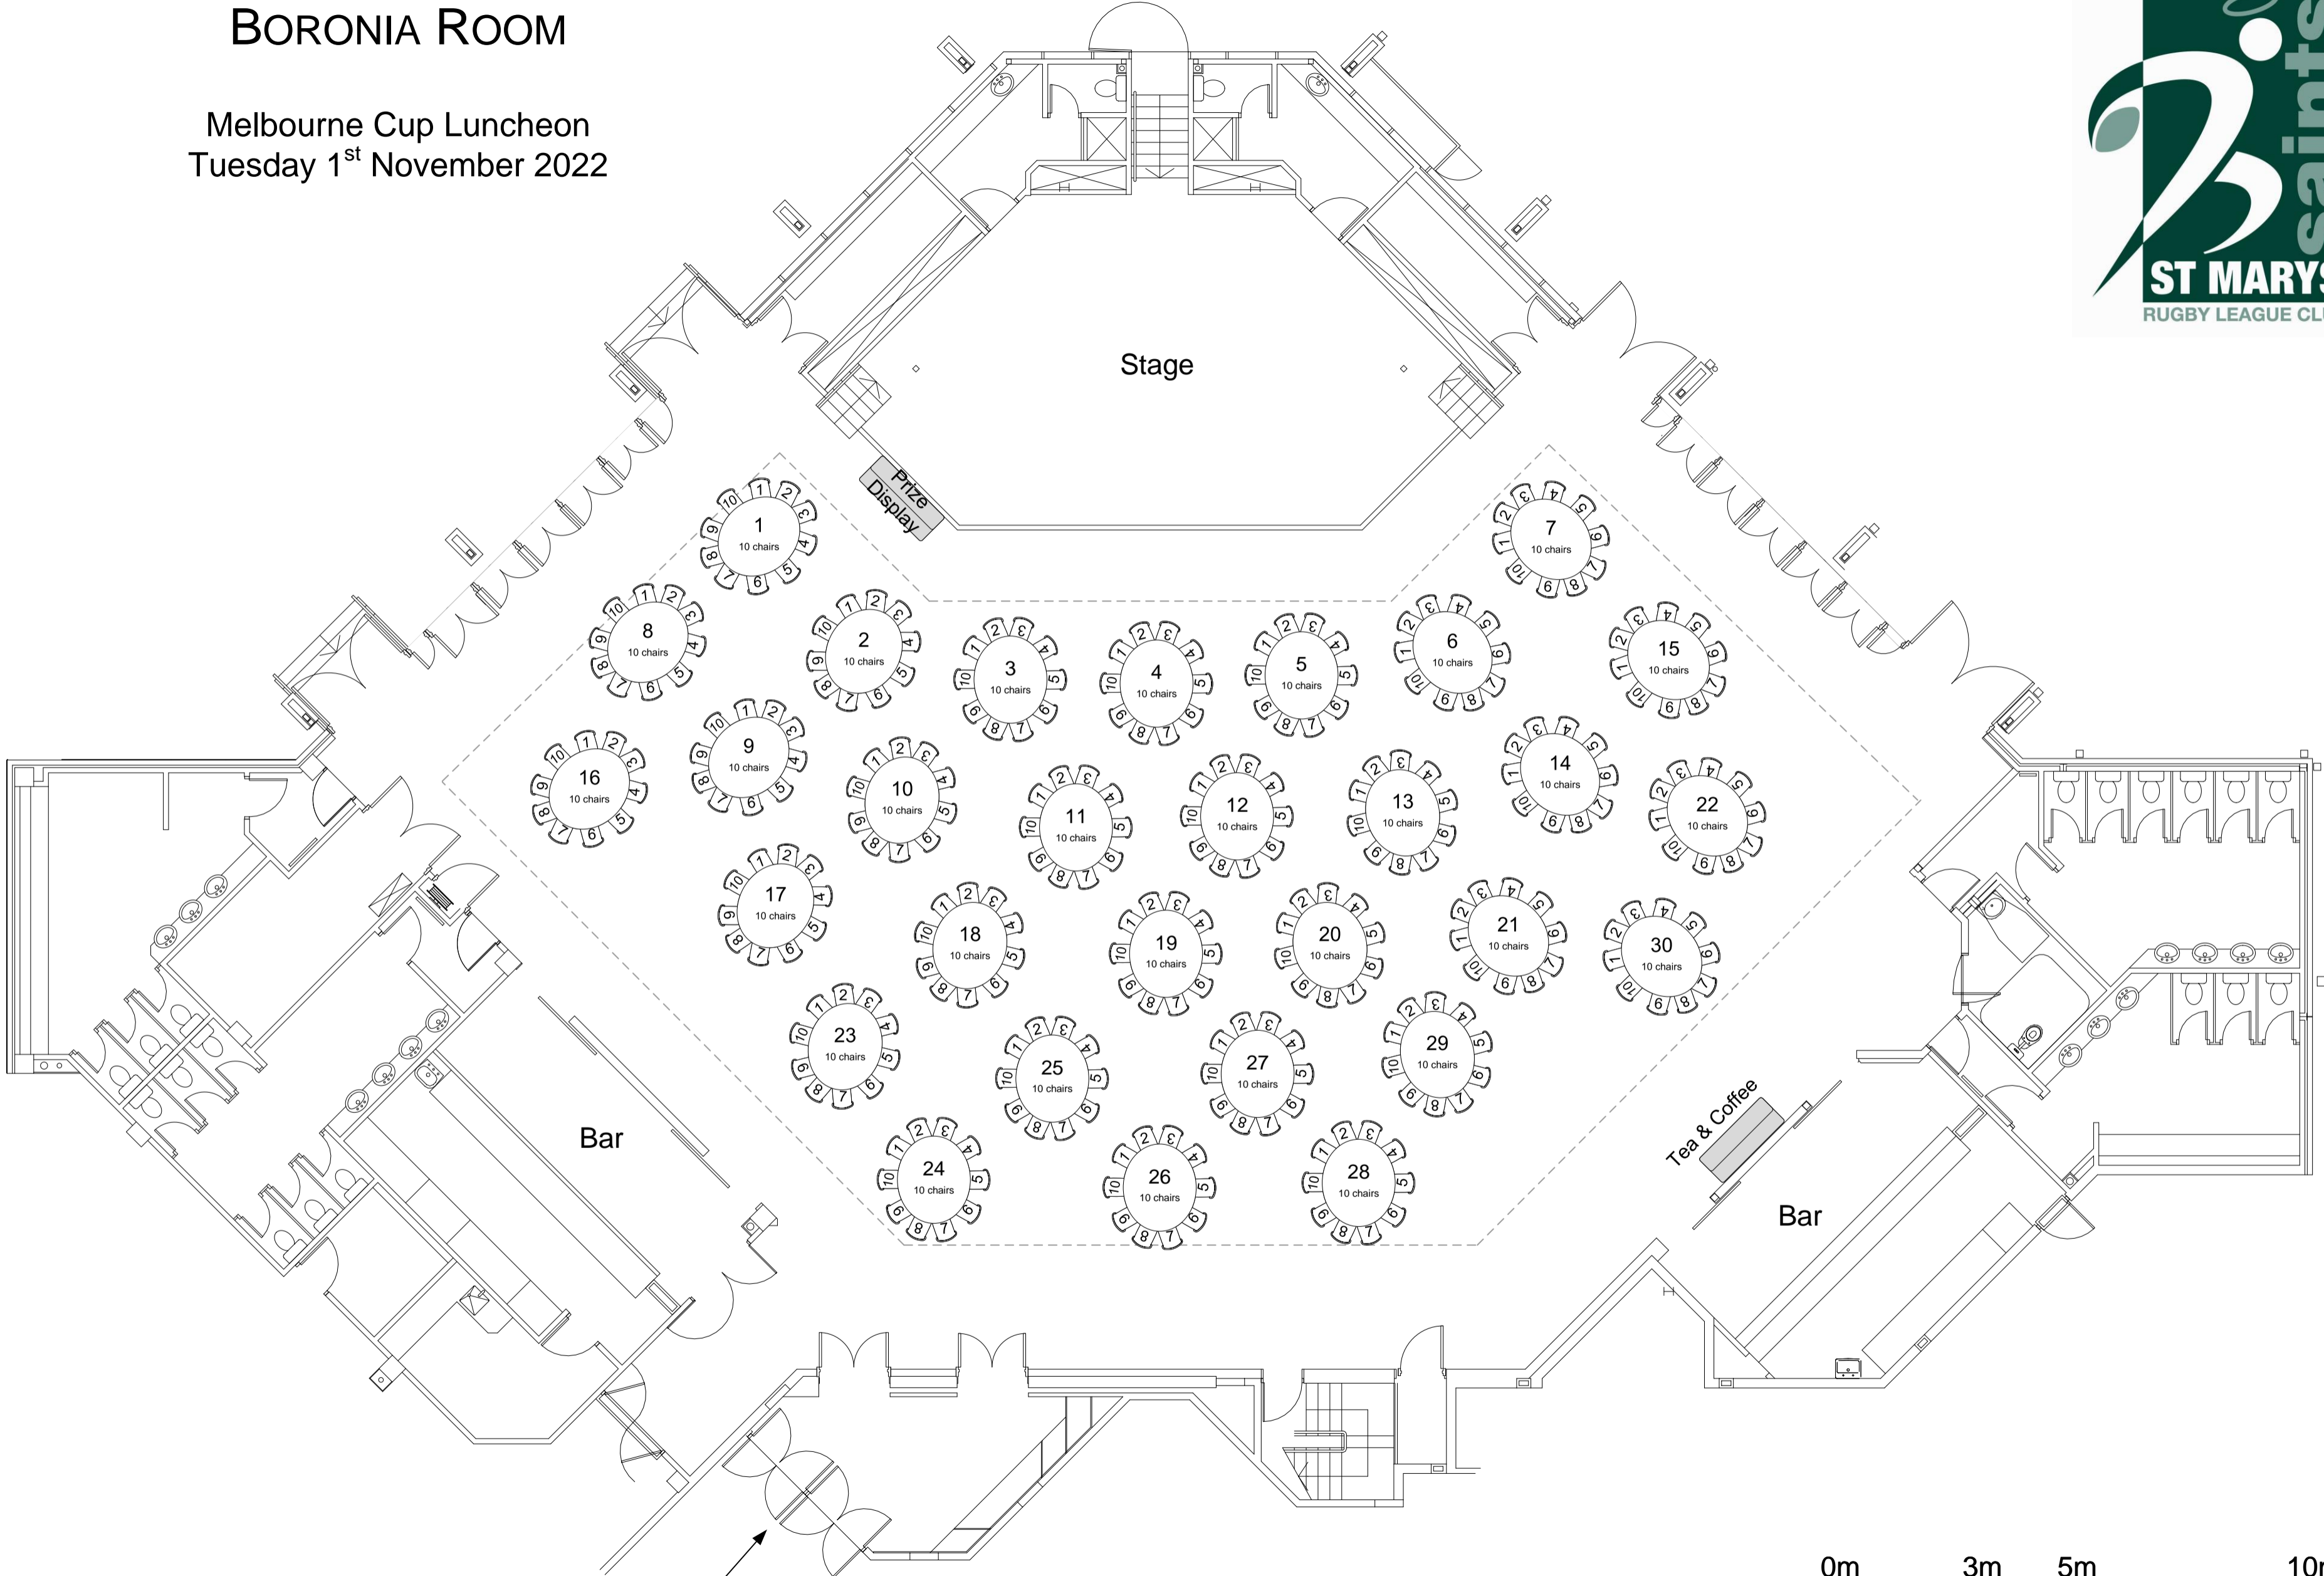 BORONIA ROOM
Melbourne Cup Luncheon
Tuesday 1st November 2022
saints
ST MARYS
RUGBY LEAGUE CL
Stage
Prize
Display
1
10 chairs
7
10 chairs
8
10 chairs
2
10 chairs
3
10 chairs
4
10 chairs
5
10 chairs
6
10 chairs
15
10 chairs
16
10 chairs
9
10 chairs
10
10 chairs
11
10 chairs
12
10 chairs
13
10 chairs
14
10 chairs
22
10 chairs
17
10 chairs
18
10 chairs
19
10 chairs
20
10 chairs
21
10 chairs
30
10 chairs
23
10 chairs
25
10 chairs
27
10 chairs
29
10 chairs
24
10 chairs
26
10 chairs
28
10 chairs
Bar
Tea & Coffee
Bar
0m 3m 5m 10m